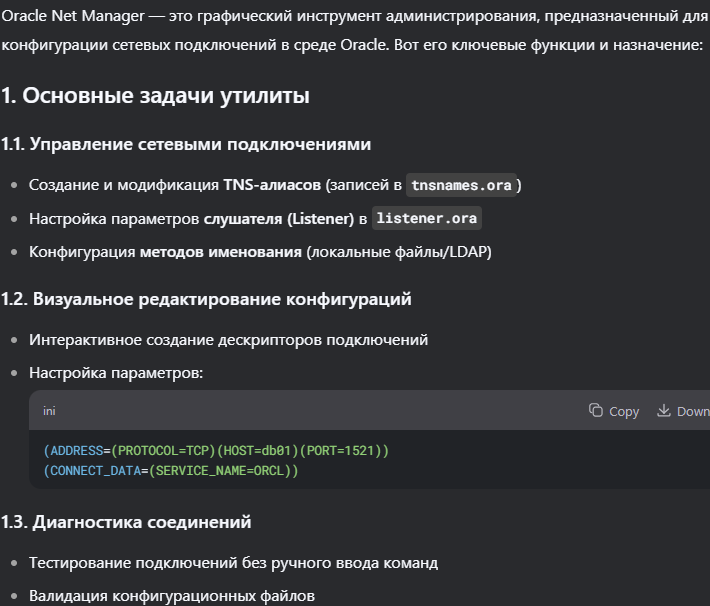 Oracle Net Manager — это графический инструмент администрирования, предназначенный для
конфигурации сетевых подключений в среде Oracle. Вот его ключевые функции и назначение:
1. Основные задачи утилиты
1.1. Управление сетевыми подключениями
Создание и модификация TNS-алиасов (записей в tnsnames.ora)
Настройка параметров слушателя (Listener) в listener.ora
Конфигурация методов именования (локальные файлы/LDAP)
1.2. Визуальное редактирование конфигураций
Интерактивное создание дескрипторов подключений
Настройка параметров:
ini Copy Down
(ADDRESS=(PROTOCOL=TCP)(HOST=db01)(PORT=1521))
(CONNECT_DATA=(SERVICE_NAME=ORCL))
1.3. Диагностика соединений
Тестирование подключений без ручного ввода команд
Валидация конфигурационных файлов